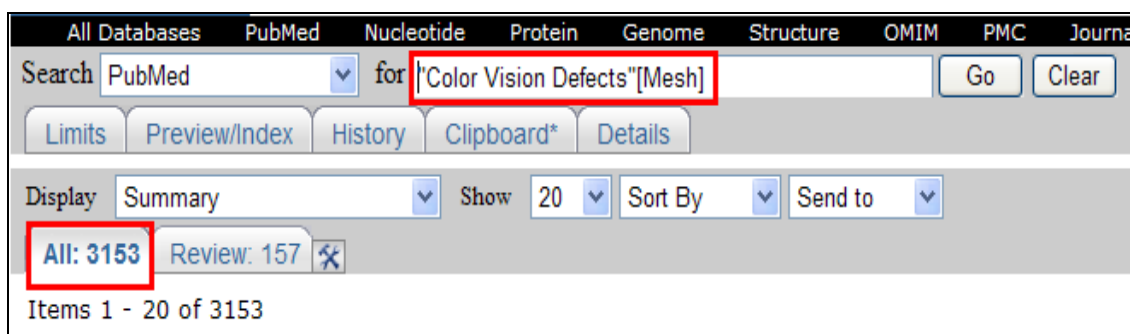 All Databases PubMed Nucleotide Protein Genome Structure OMIM PMC Journa
Search PubMed for "Color Vision Defects"[Mesh] Go Clear
Limits Preview/Index History Clipboard* Details
Display Summary Show 20 Sort By Send to
All: 3153 Review: 157
Items 1 - 20 of 3153